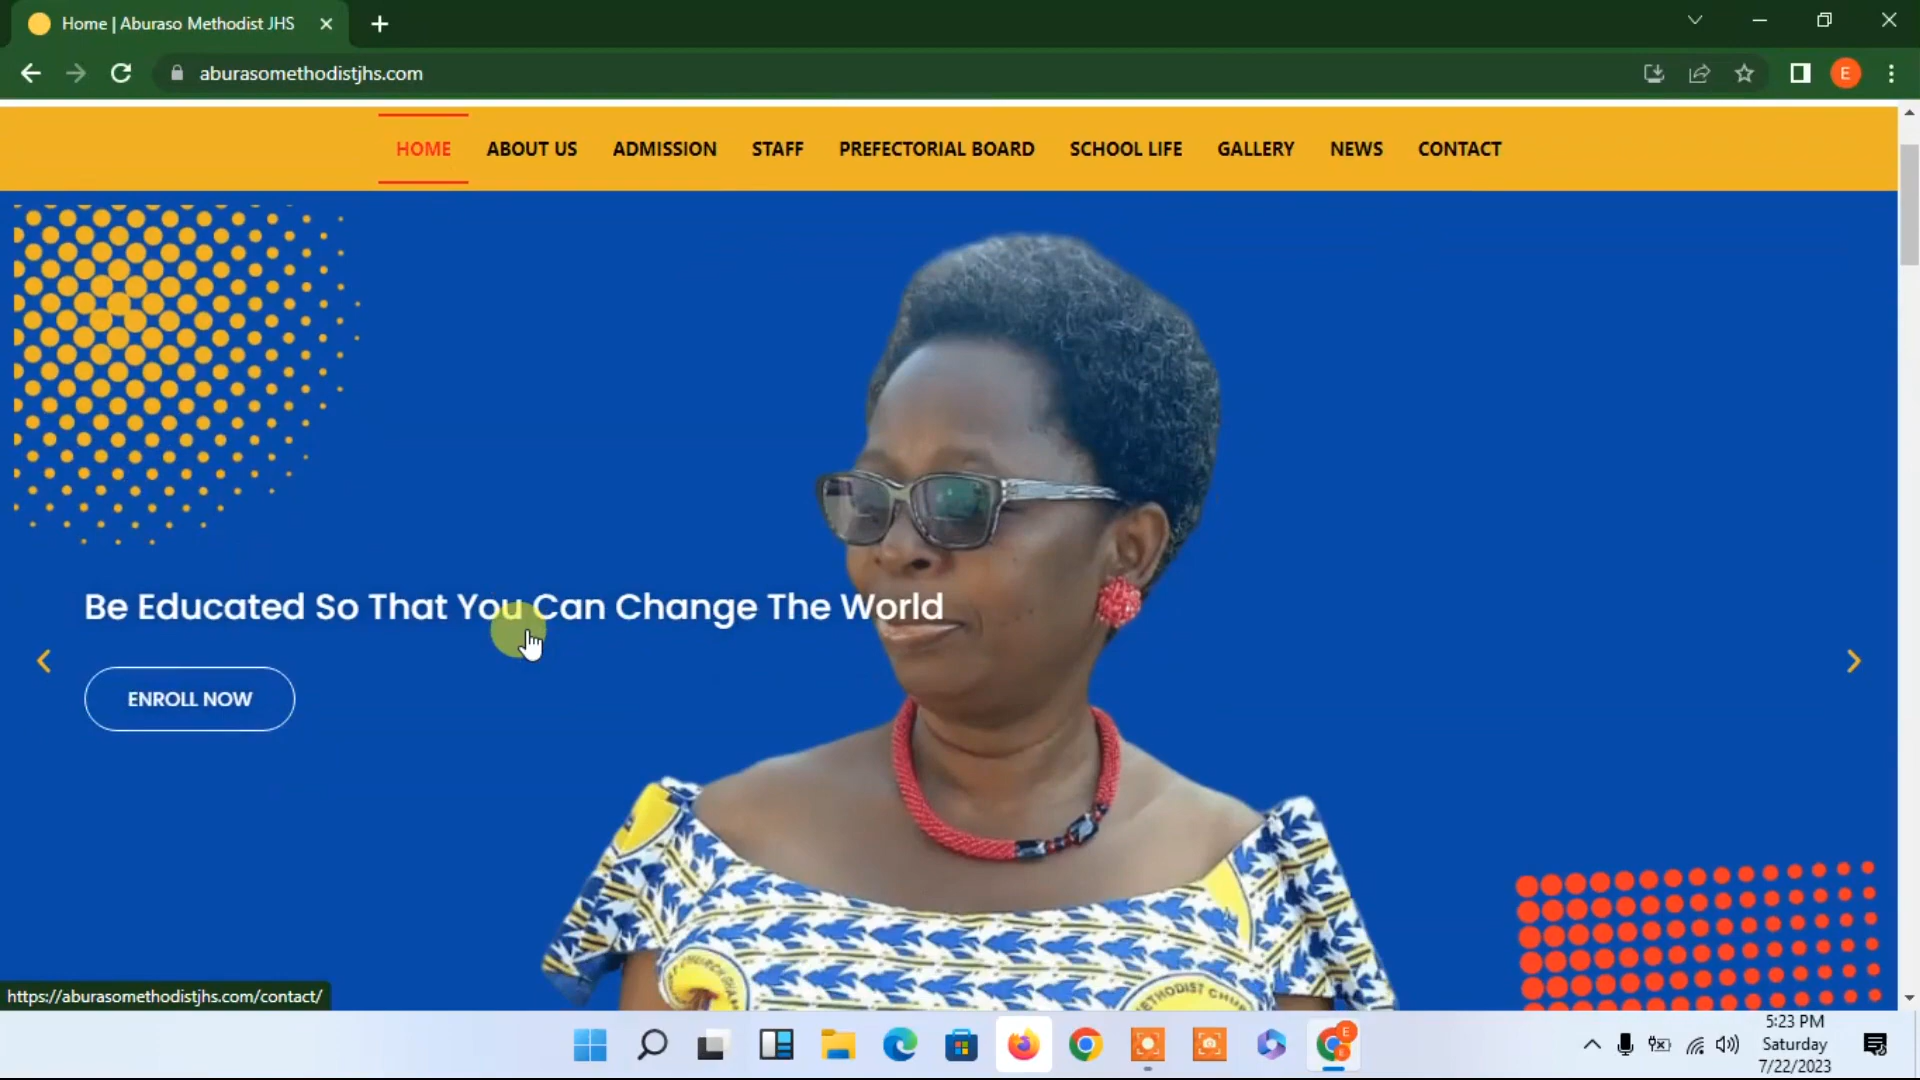 Home | Aburaso Methodist JHS
aburasomethodistjhs.com
E
HOME ABOUT US ADMISSION STAFF PREFECTORIAL BOARD SCHOOL LIFE GALLERY NEWS CONTACT
Be Educated So That You Can Change The World
ENROLL NOW
METHODIST CHURCH
https://aburasomethodistjhs.com/contact/
5:23 PM
Saturday
7/22/2023